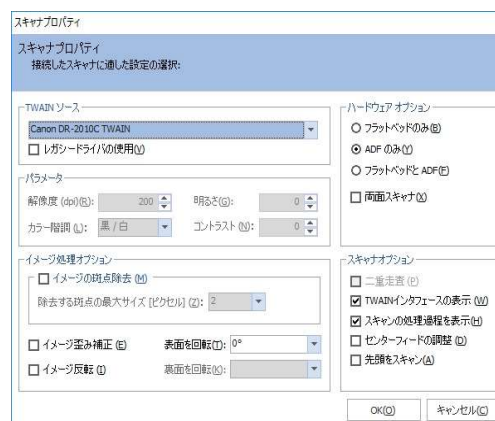 スキャナプロパティ
スキャナプロパティ
接続したスキャナに適した設定の選択:
TWAIN ソース
Canon DR-2010C TWAIN
レガシードライバの使用(V)
パラメータ
解像度 (dpi)(R): 200 明るさ(G): 0
カラー階調 (L): 黒 / 白 コントラスト (N): 0
イメージ処理オプション
イメージの斑点除去 (M)
除去する斑点の最大サイズ [ピクセル] (Z): 2
イメージ歪み補正 (E) 表面を回転(T): 0°
イメージ反転 (I) 裏面を回転(K):
ハードウェア オプション
フラットベッドのみ(B)
ADF のみ(Y)
フラットベッドと ADF(F)
両面スキャナ(X)
スキャナオプション
二重走査 (P)
TWAINインタフェースの表示 (W)
スキャンの処理過程を表示(H)
センターフィードの調整 (D)
先頭をスキャン(A)
OK(O) キャンセル(C)